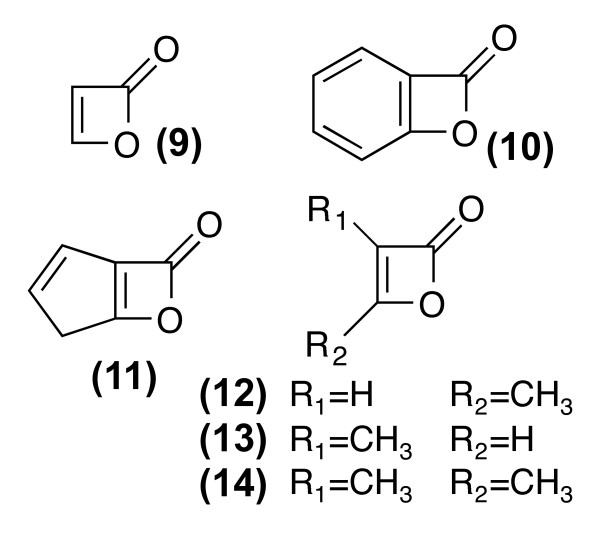 O O
O (9) O (10)
R₁ O
O
O O
(11) R₂
(12) R₁=H R₂=CH₃
(13) R₁=CH₃ R₂=H
(14) R₁=CH₃ R₂=CH₃